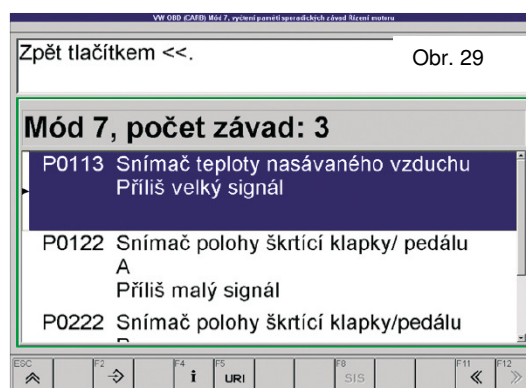 VW OBD (CARB) Mód 7, vyčtení paměti sporadických závad Řízení motoru
Zpět tlačítkem <<.
Obr. 29
Mód 7, počet závad: 3
P0113 Snímač teploty nasávaného vzduchu
Příliš velký signál
P0122 Snímač polohy škrtící klapky/ pedálu
A
Příliš malý signál
P0222 Snímač polohy škrtící klapky/pedálu
ESC F2 F4 F5 F8 F11 F12
i URI SIS << >>